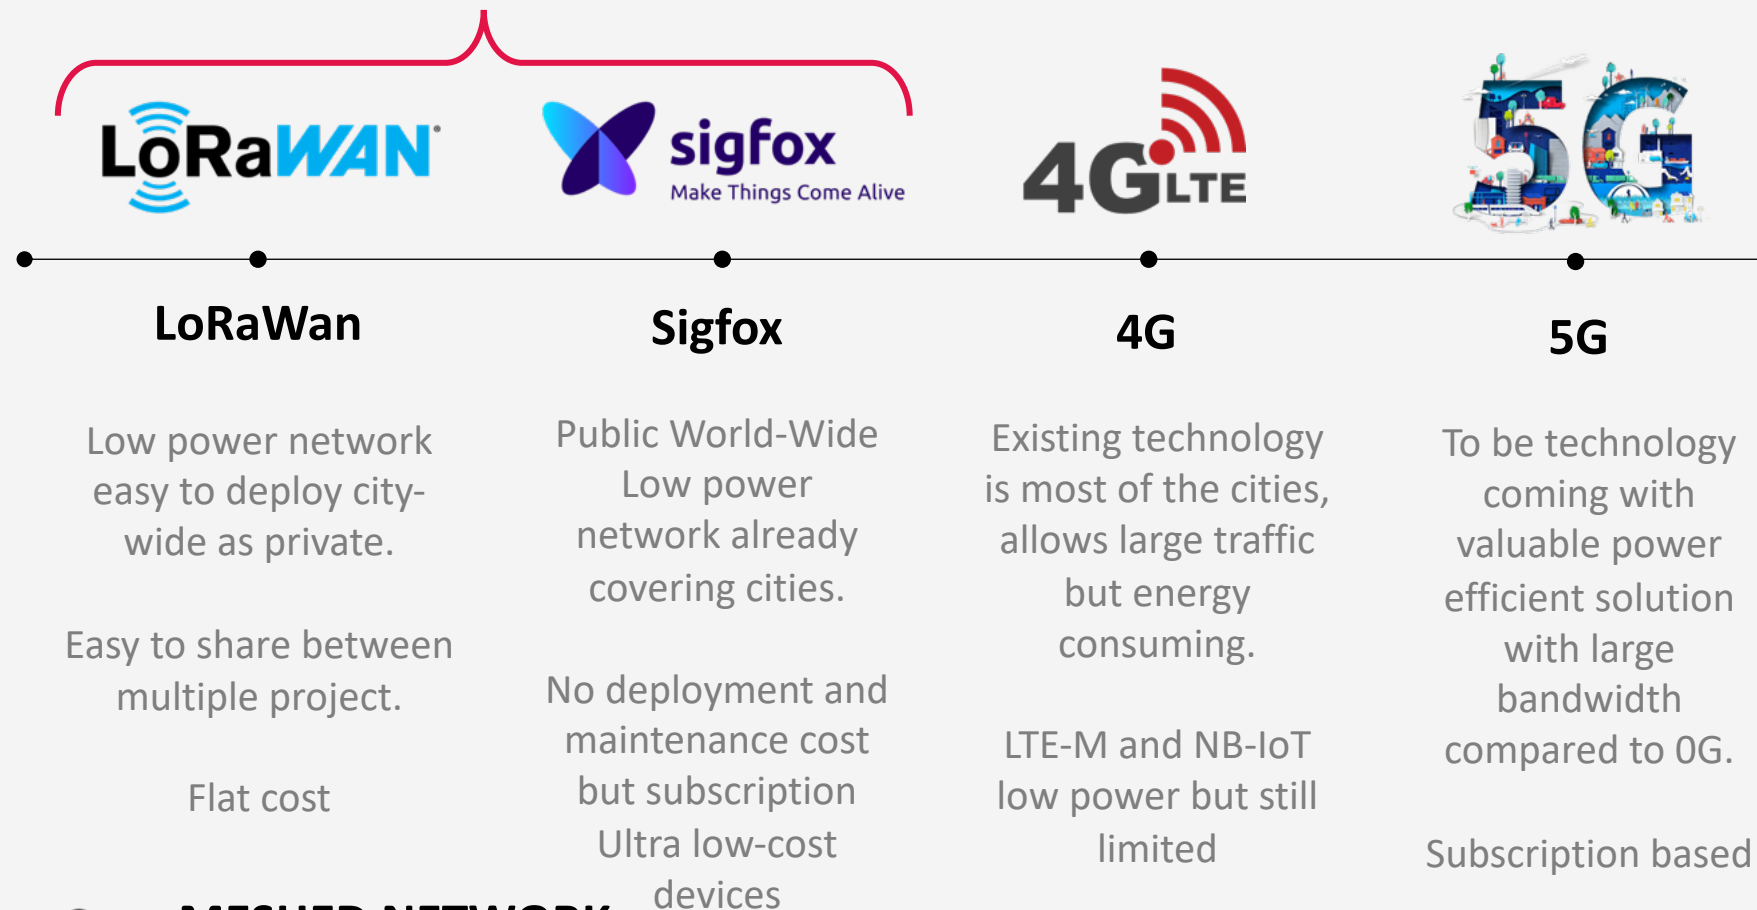 LoRaWAN
sigfox
Make Things Come Alive
4G LTE
5G
LoRaWan
Low power network
easy to deploy city-
wide as private.
Easy to share between
multiple project.
Flat cost
Sigfox
Public World-Wide
Low power
network already
covering cities.
No deployment and
maintenance cost
but subscription
Ultra low-cost
devices
4G
Existing technology
is most of the cities,
allows large traffic
but energy
consuming.
LTE-M and NB-IoT
low power but still
limited
5G
To be technology
coming with
valuable power
efficient solution
with large
bandwidth
compared to 0G.
Subscription based
MESHED NETWORK